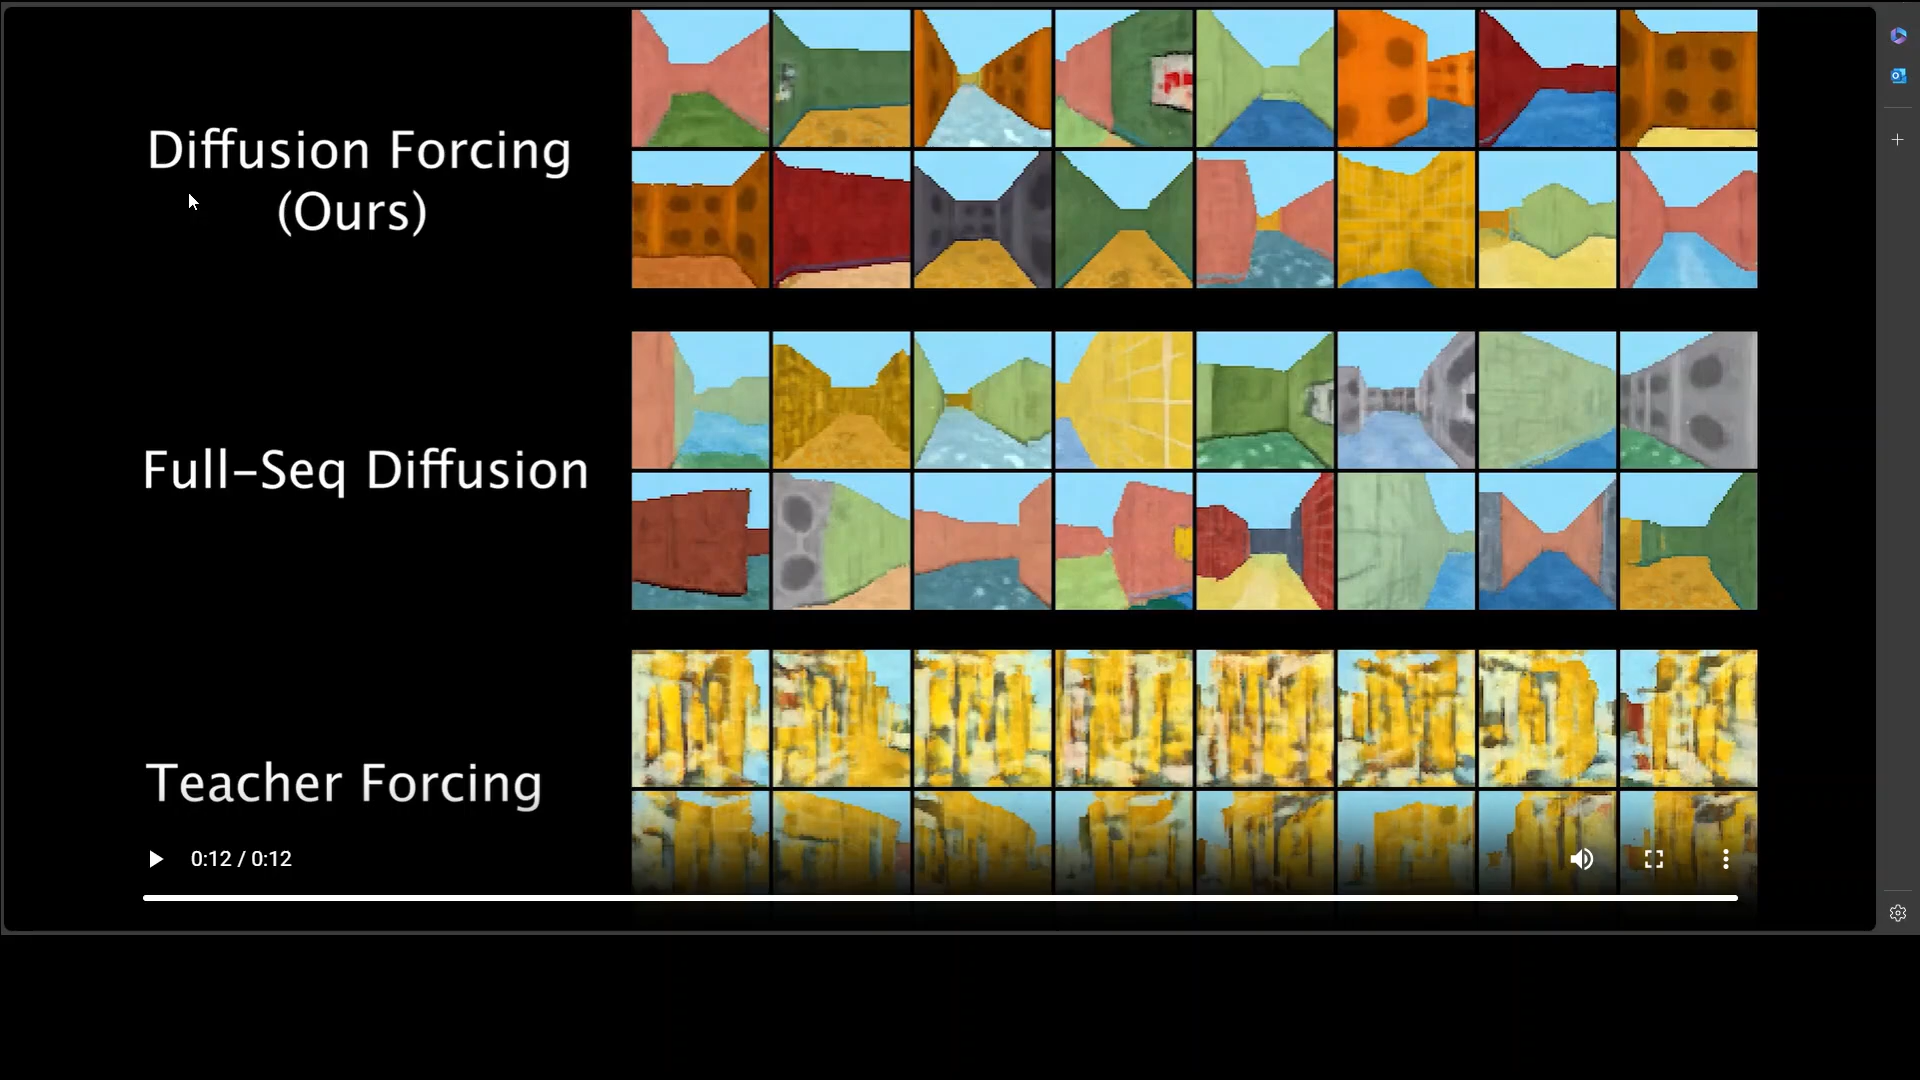 Diffusion Forcing
(Ours)
Full-Seq Diffusion
Teacher Forcing
0:12 / 0:12